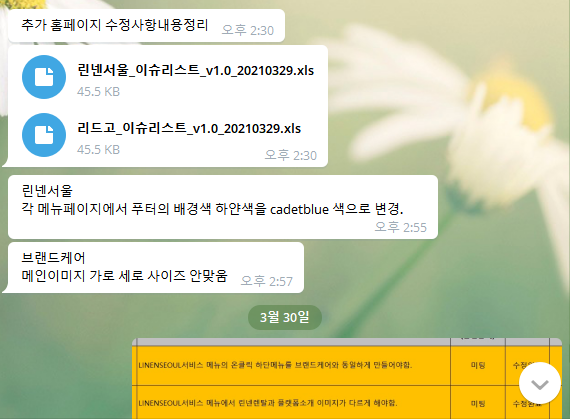 추가 홈페이지 수정사항내용정리
오후 2:30
린넨서울_이슈리스트_v1.0_20210329.xls
45.5 KB
리드고_이슈리스트_v1.0_20210329.xls
45.5 KB
오후 2:30
린넨서울
각 메뉴페이지에서 푸터의 배경색 하얀색을 cadetblue 색으로 변경.
오후 2:55
브랜드케어
메인이미지 가로 세로 사이즈 안맞움
오후 2:57
3월 30일
LINENSEOUL서비스 메뉴의 온클릭 하단메뉴를 브랜드케어와 동일하게 만들어야함.
미팅
LINENSEOUL서비스 메뉴에서 린넨렌탈과 플랫폼소개 이미지가 다르게 해야함.
미팅